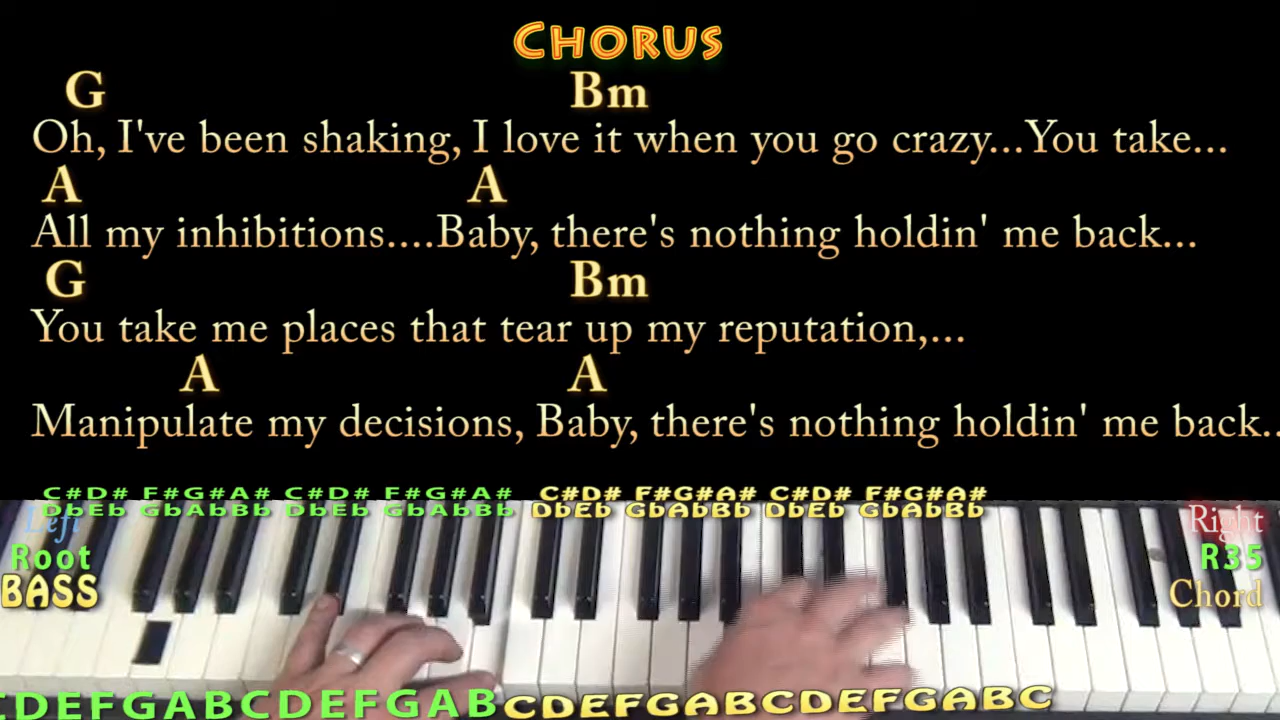 CHORUS
G Bm
Oh, I've been shaking, I love it when you go crazy...You take...
A A
All my inhibitions....Baby, there's nothing holdin' me back...
G Bm
You take me places that tear up my reputation,...
A A
Manipulate my decisions, Baby, there's nothing holdin' me back..
C#D# F#G#A# C#D# F#G#A# C#D# F#G#A# C#D# F#G#A#
DbEb GbAbBb DbEb GbAbBb DbEb GbAbBb DbEb GbAbBb
Left Right
Root R35
BASS Chord
CDEFGABCDEFGABCDEFGABCDEFGABC